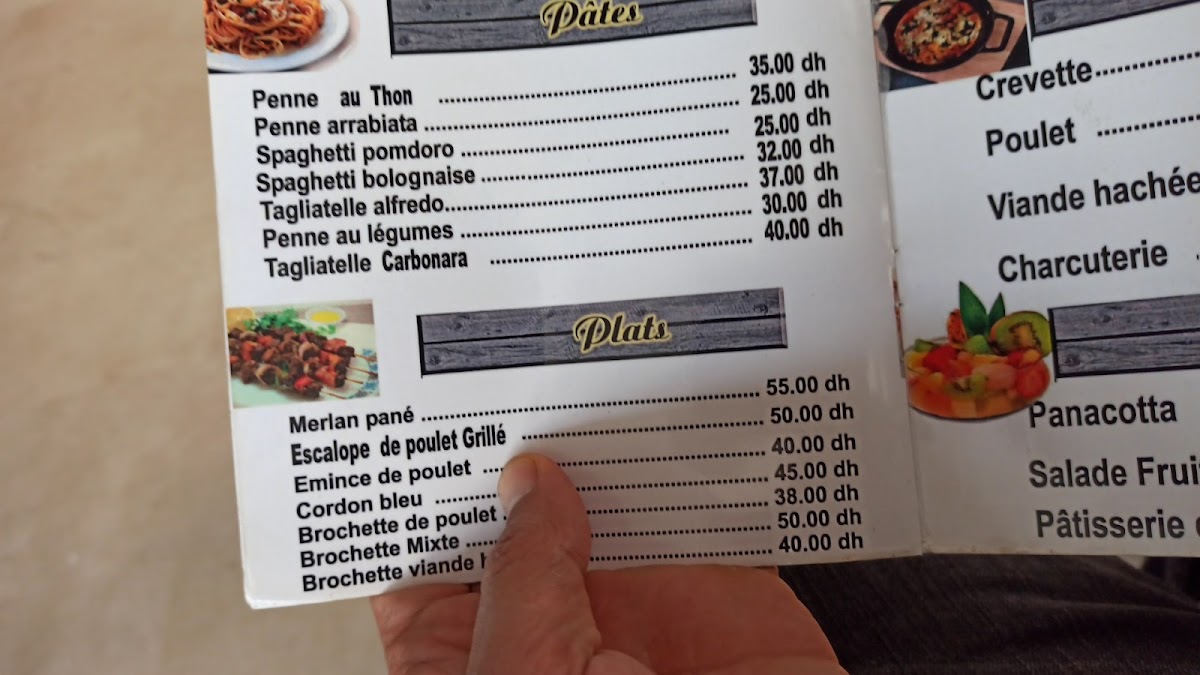 Pâtes
Penne au Thon ........ 35.00 dh
Penne arrabiata ........ 25.00 dh
Spaghetti pomdoro ........ 25.00 dh
Spaghetti bolognaise ........ 32.00 dh
Tagliatelle alfredo ........ 37.00 dh
Penne au légumes ........ 30.00 dh
Tagliatelle Carbonara ........ 40.00 dh
Plats
Merlan pané ........ 55.00 dh
Escalope de poulet Grillé ........ 50.00 dh
Emince de poulet ........ 40.00 dh
Cordon bleu ........ 45.00 dh
Brochette de poulet ........ 38.00 dh
Brochette Mixte ........ 50.00 dh
Brochette viande ........ 40.00 dh
Crevette ........
Poulet ........
Viande hachée
Charcuterie
Panacotta
Salade
Pâtisserie